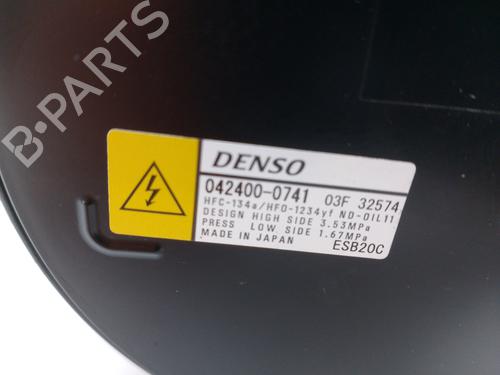 B-PARTS
DENSO
042400-0741 03F 32574
HFC-134a/HFO-1234yf ND-OIL11
DESIGN HIGH SIDE 3.53MPa
PRESS LOW SIDE 1.67MPa
MADE IN JAPAN ESB20C